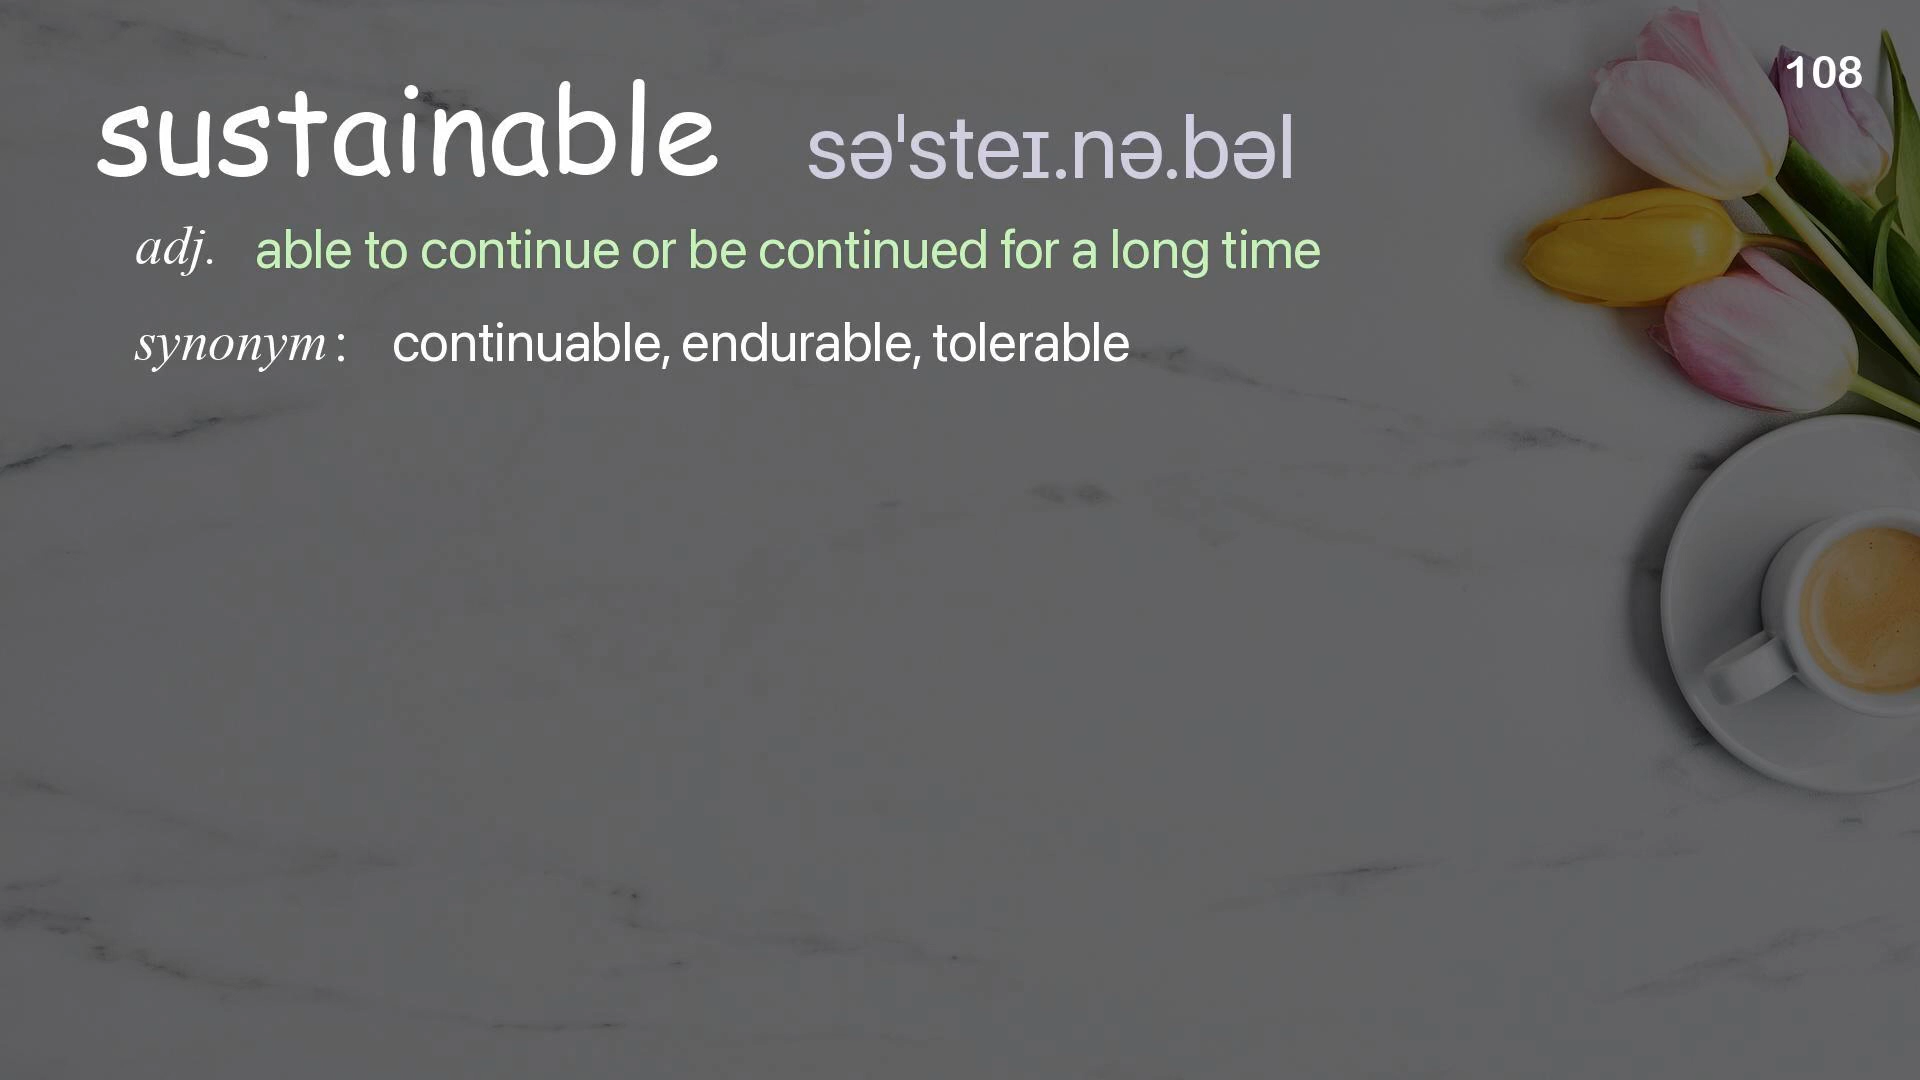 108
sustainable səˈsteɪ.nə.bəl
adj. able to continue or be continued for a long time
synonym : continuable, endurable, tolerable